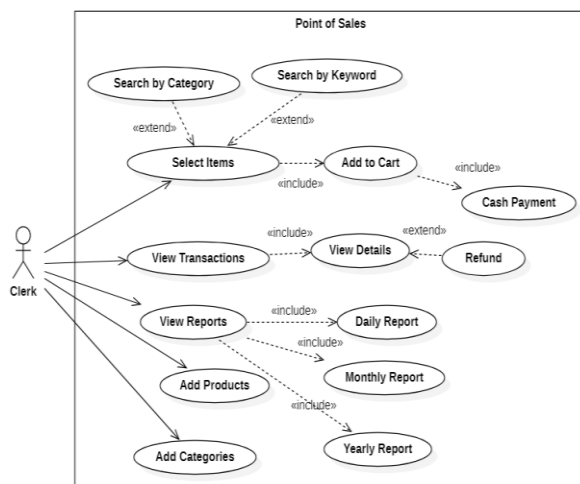 Point of Sales
Search by Category
Search by Keyword
«extend»
«extend»
Select Items
Add to Cart
«include»
«include»
Cash Payment
Clerk
View Transactions
«include»
View Details
«extend»
Refund
View Reports
«include»
Daily Report
«include»
Monthly Report
Add Products
«include»
Add Categories
Yearly Report